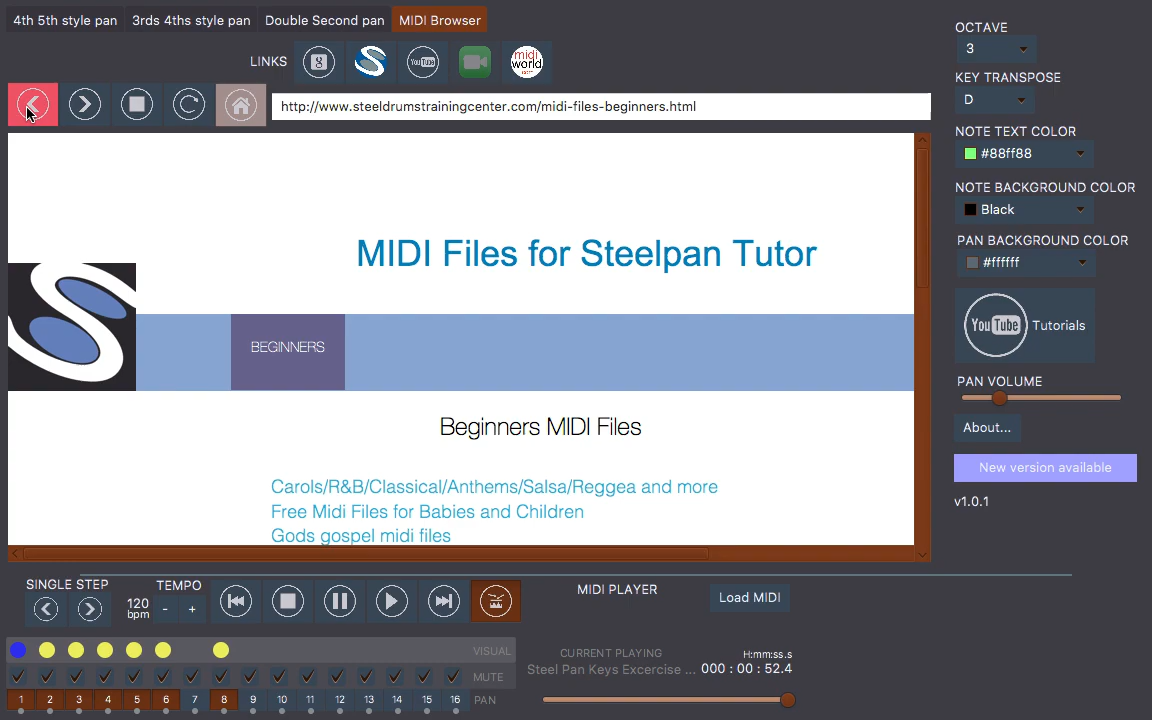 4th 5th style pan 3rds 4ths style pan Double Second pan MIDI Browser
LINKS 8 S YouTube midi world .com
http://www.steeldrumstrainingcenter.com/midi-files-beginners.html
MIDI Files for Steelpan Tutor
BEGINNERS
Beginners MIDI Files
Carols/R&B/Classical/Anthems/Salsa/Reggea and more
Free Midi Files for Babies and Children
Gods gospel midi files
OCTAVE
3
KEY TRANSPOSE
D
NOTE TEXT COLOR
#88ff88
NOTE BACKGROUND COLOR
Black
PAN BACKGROUND COLOR
#ffffff
YouTube Tutorials
PAN VOLUME
About...
New version available
v1.0.1
SINGLE STEP
TEMPO
120
bpm
- +
MIDI PLAYER
Load MIDI
VISUAL
MUTE
1 2 3 4 5 6 7 8 9 10 11 12 13 14 15 16 PAN
CURRENT PLAYING H:mm:ss.s
Steel Pan Keys Excercise ... 000 : 00 : 52.4